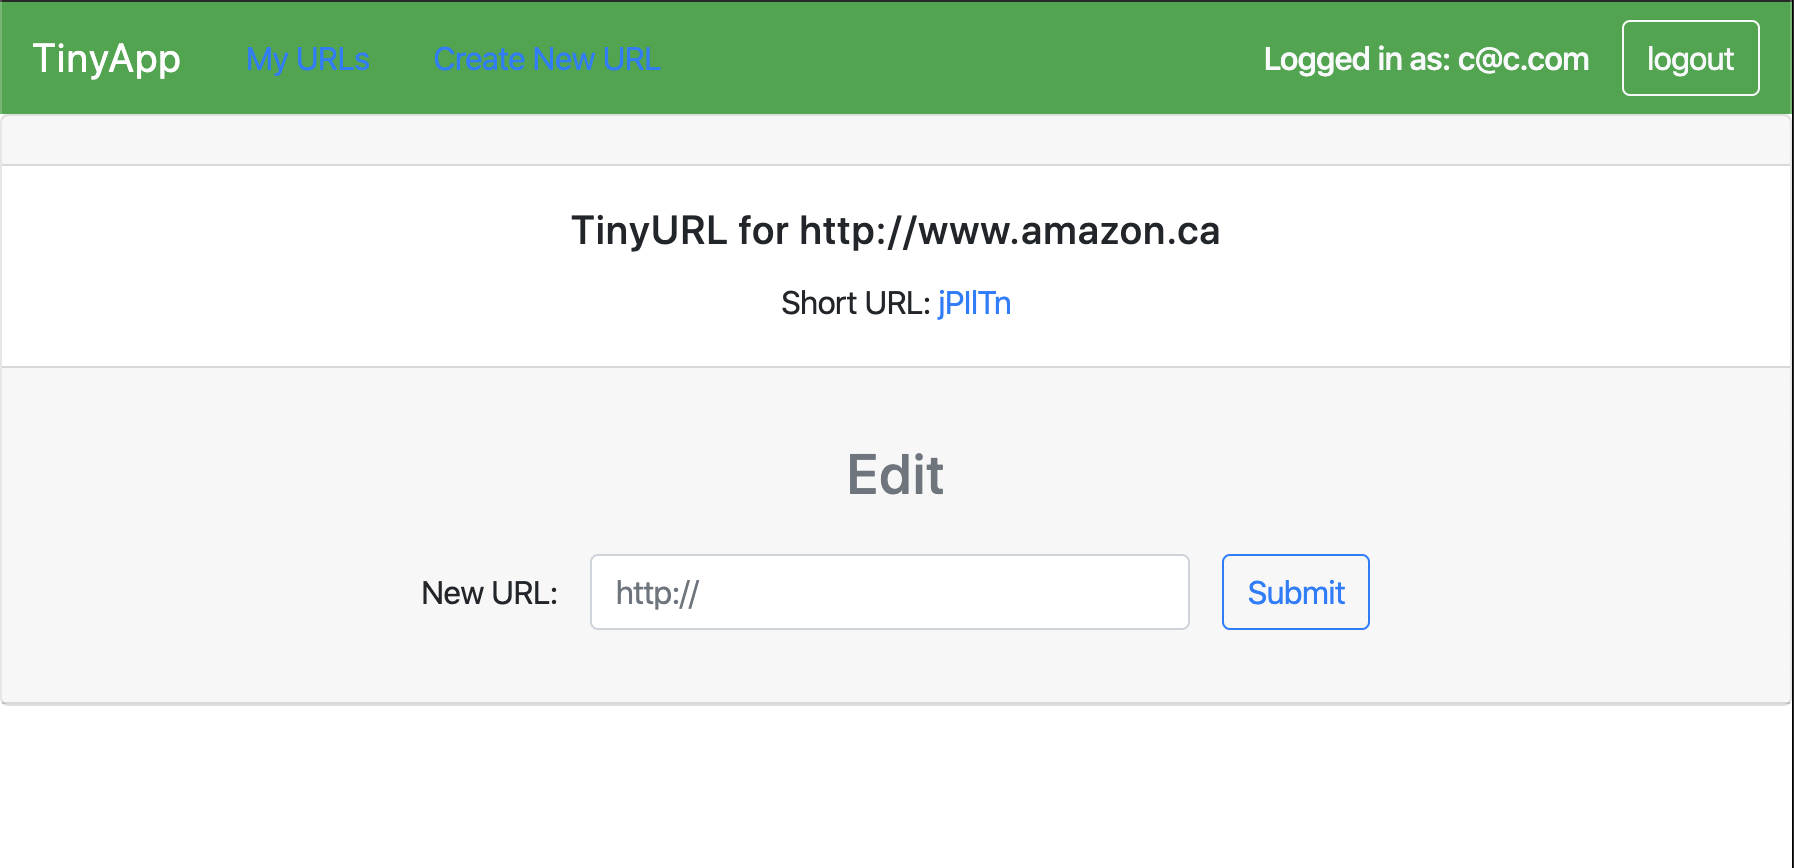 TinyApp My URLs Create New URL Logged in as: c@c.com logout
TinyURL for http://www.amazon.ca
Short URL: jPIlTn
Edit
New URL: http:// Submit